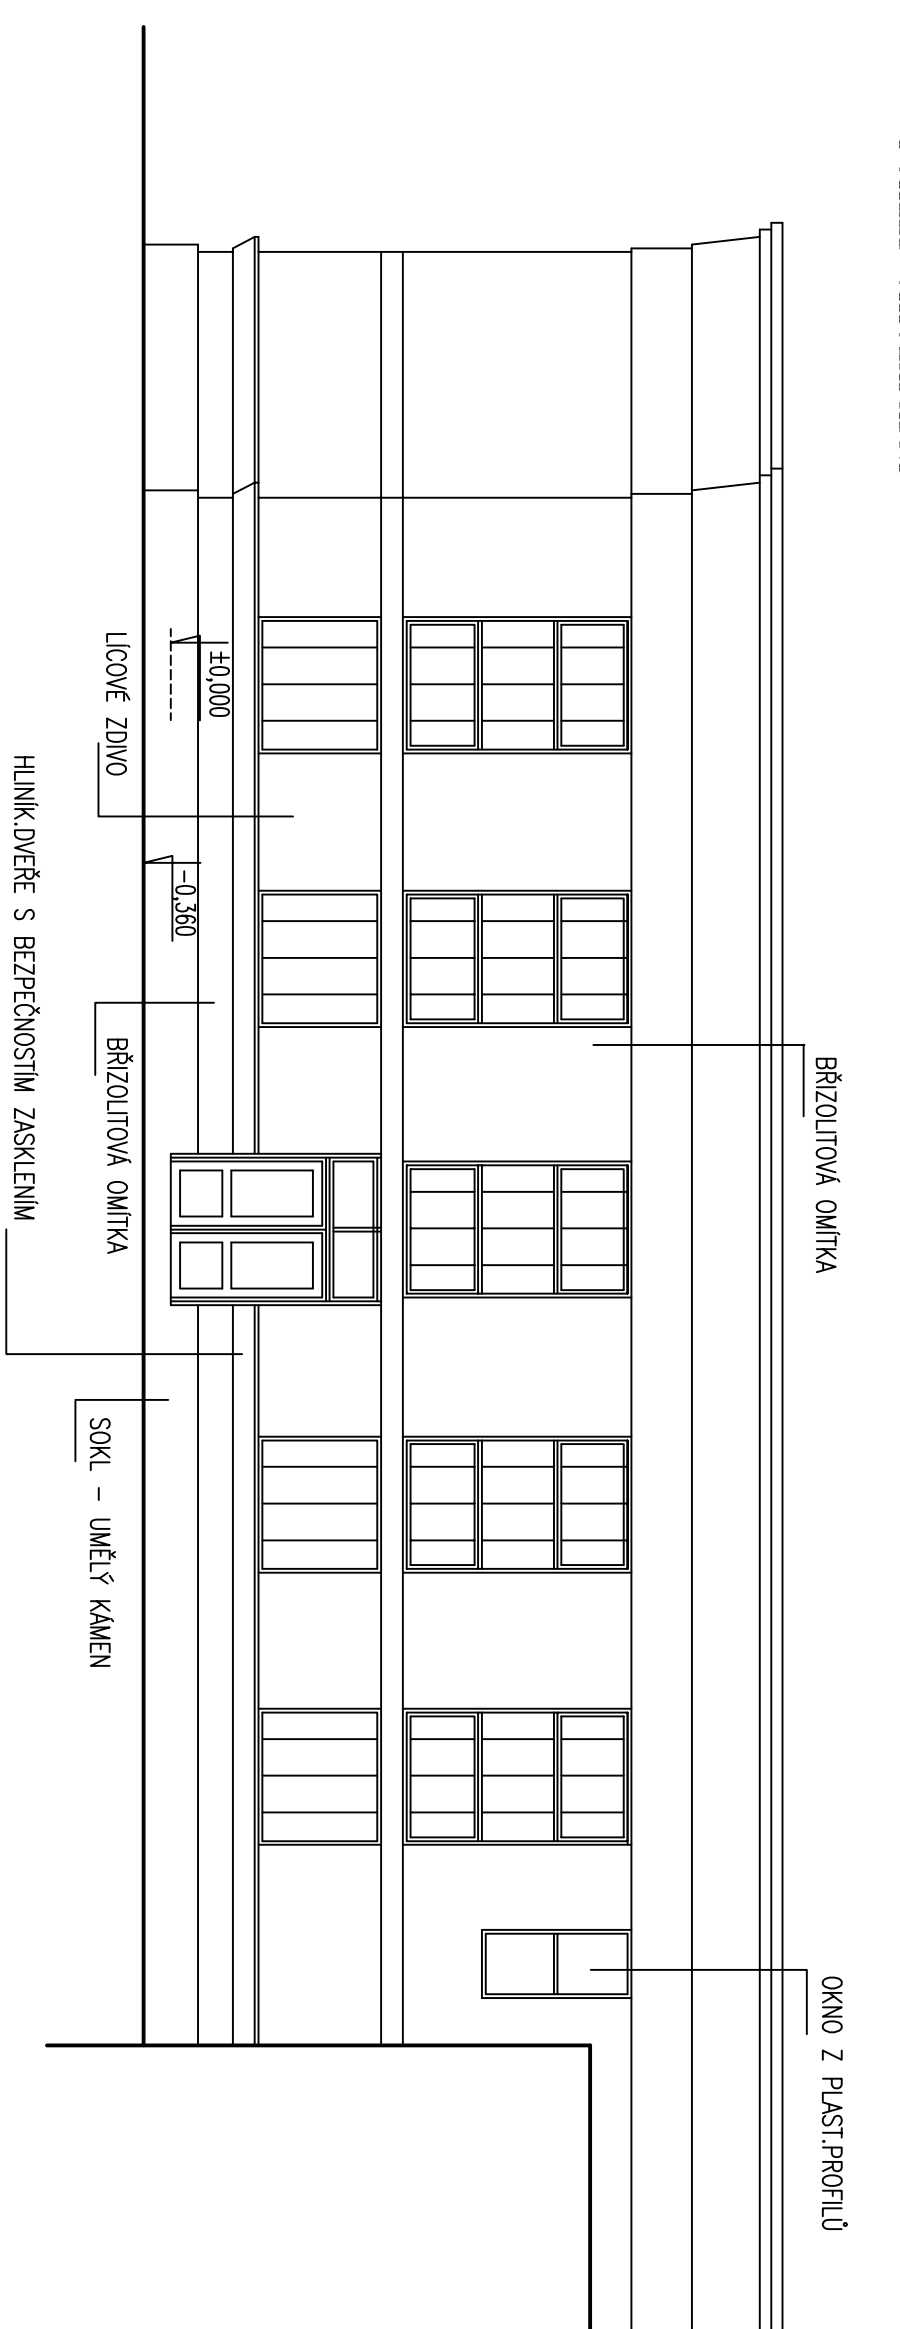 BŘIZOLITOVÁ OMÍTKA
OKNO Z PLAST.PROFILŮ
±0,000
-0,360
LÍCOVÉ ZDIVO
BŘIZOLITOVÁ OMÍTKA
SOKL - UMĚLÝ KÁMEN
HLINÍK.DVEŘE S BEZPEČNOSTÍM ZASKLENÍM